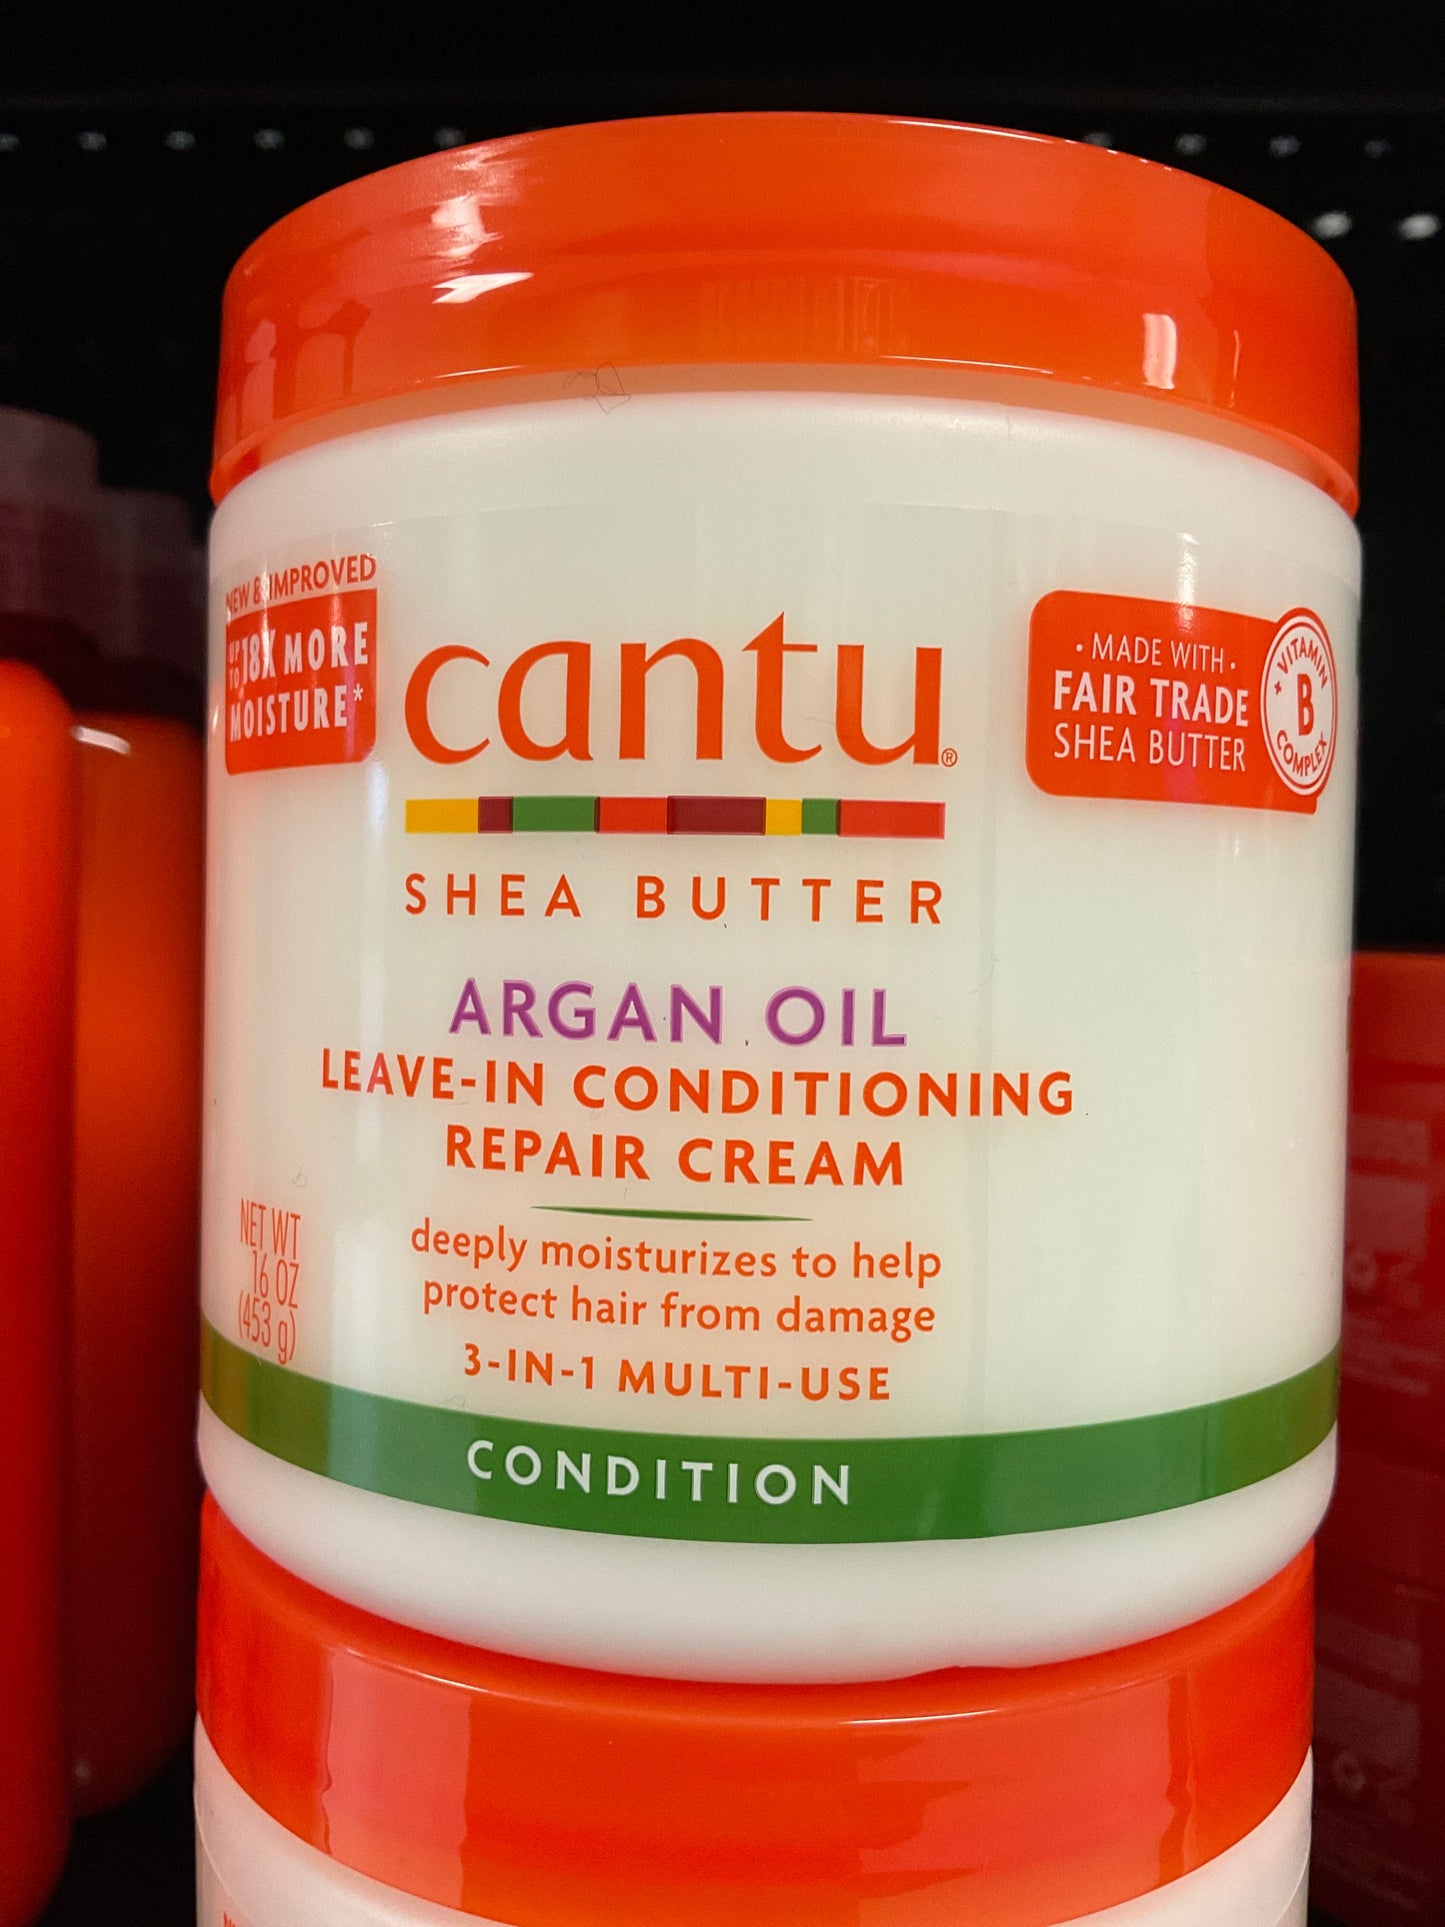 NEW & IMPROVED
UP TO 18X MORE
MOISTURE*
cantu®
SHEA BUTTER
• MADE WITH •
FAIR TRADE
SHEA BUTTER
VITAMIN
B
COMPLEX
ARGAN OIL
LEAVE-IN CONDITIONING
REPAIR CREAM
deeply moisturizes to help
protect hair from damage
3-IN-1 MULTI-USE
NET WT
16 OZ
(453 g)
CONDITION